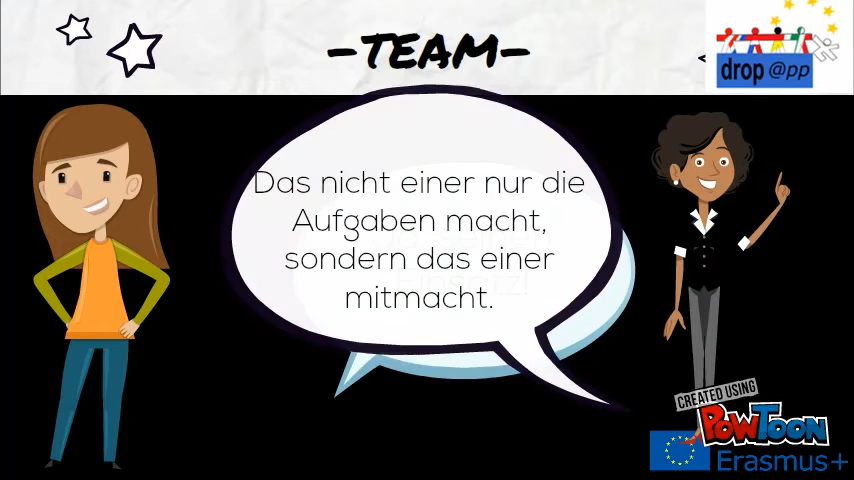 -TEAM-
drop @pp
Das nicht einer nur die
Aufgaben macht,
sondern das einer
mitmacht.
CREATED USING
POWTOON
Erasmus+